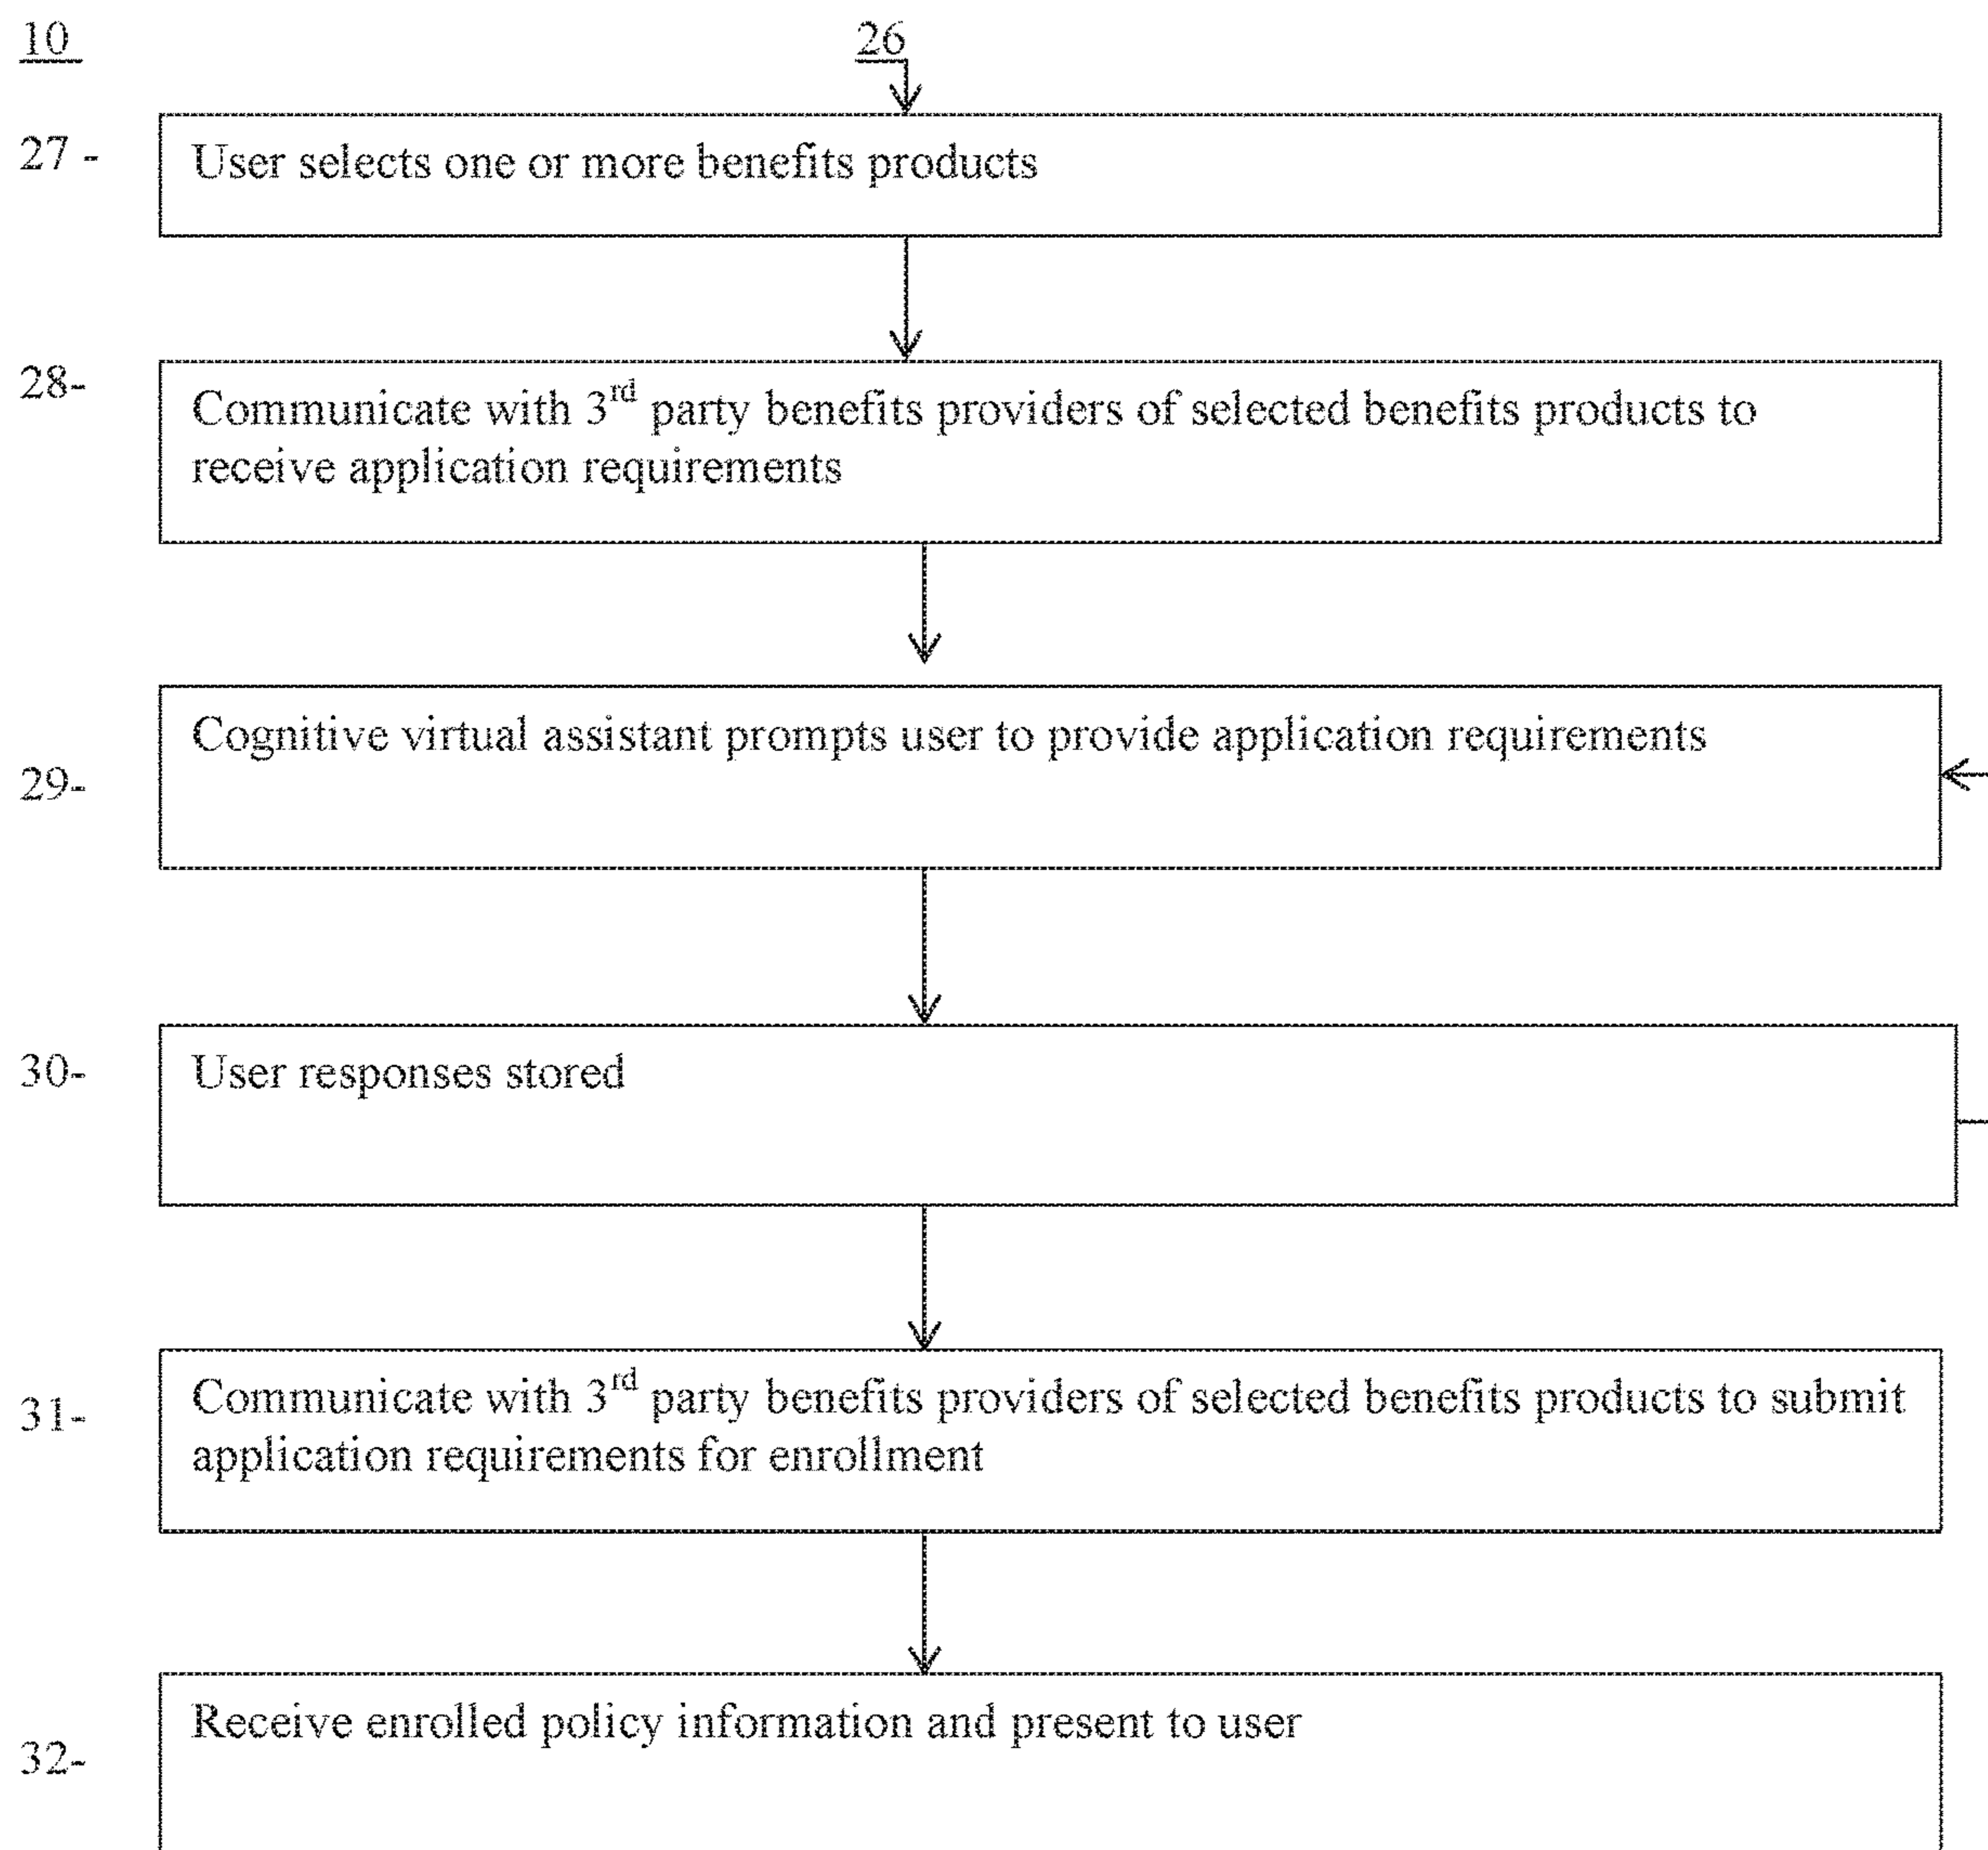 10
26
27 -
User selects one or more benefits products
28-
Communicate with 3rd party benefits providers of selected benefits products to
receive application requirements
Cognitive virtual assistant prompts user to provide application requirements
29-
30-
User responses stored
31-
Communicate with 3rd party benefits providers of selected benefits products to submit
application requirements for enrollment
Receive enrolled policy information and present to user
32-